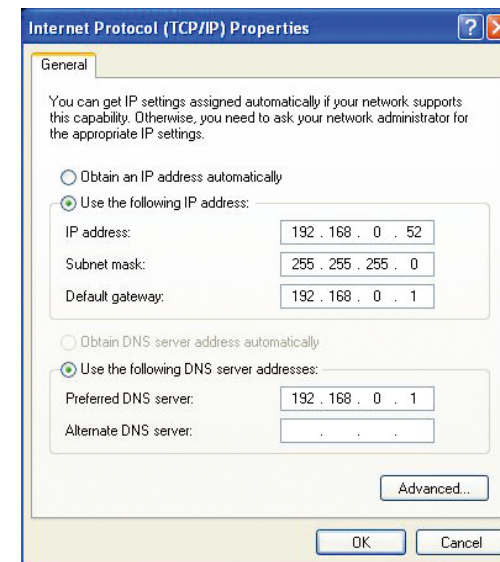 Internet Protocol (TCP/IP) Properties
General
You can get IP settings assigned automatically if your network supports
this capability. Otherwise, you need to ask your network administrator for
the appropriate IP settings.
Obtain an IP address automatically
Use the following IP address:
IP address: 192 . 168 . 0 . 52
Subnet mask: 255 . 255 . 255 . 0
Default gateway: 192 . 168 . 0 . 1
Obtain DNS server address automatically
Use the following DNS server addresses:
Preferred DNS server: 192 . 168 . 0 . 1
Alternate DNS server: . . .
Advanced...
OK Cancel